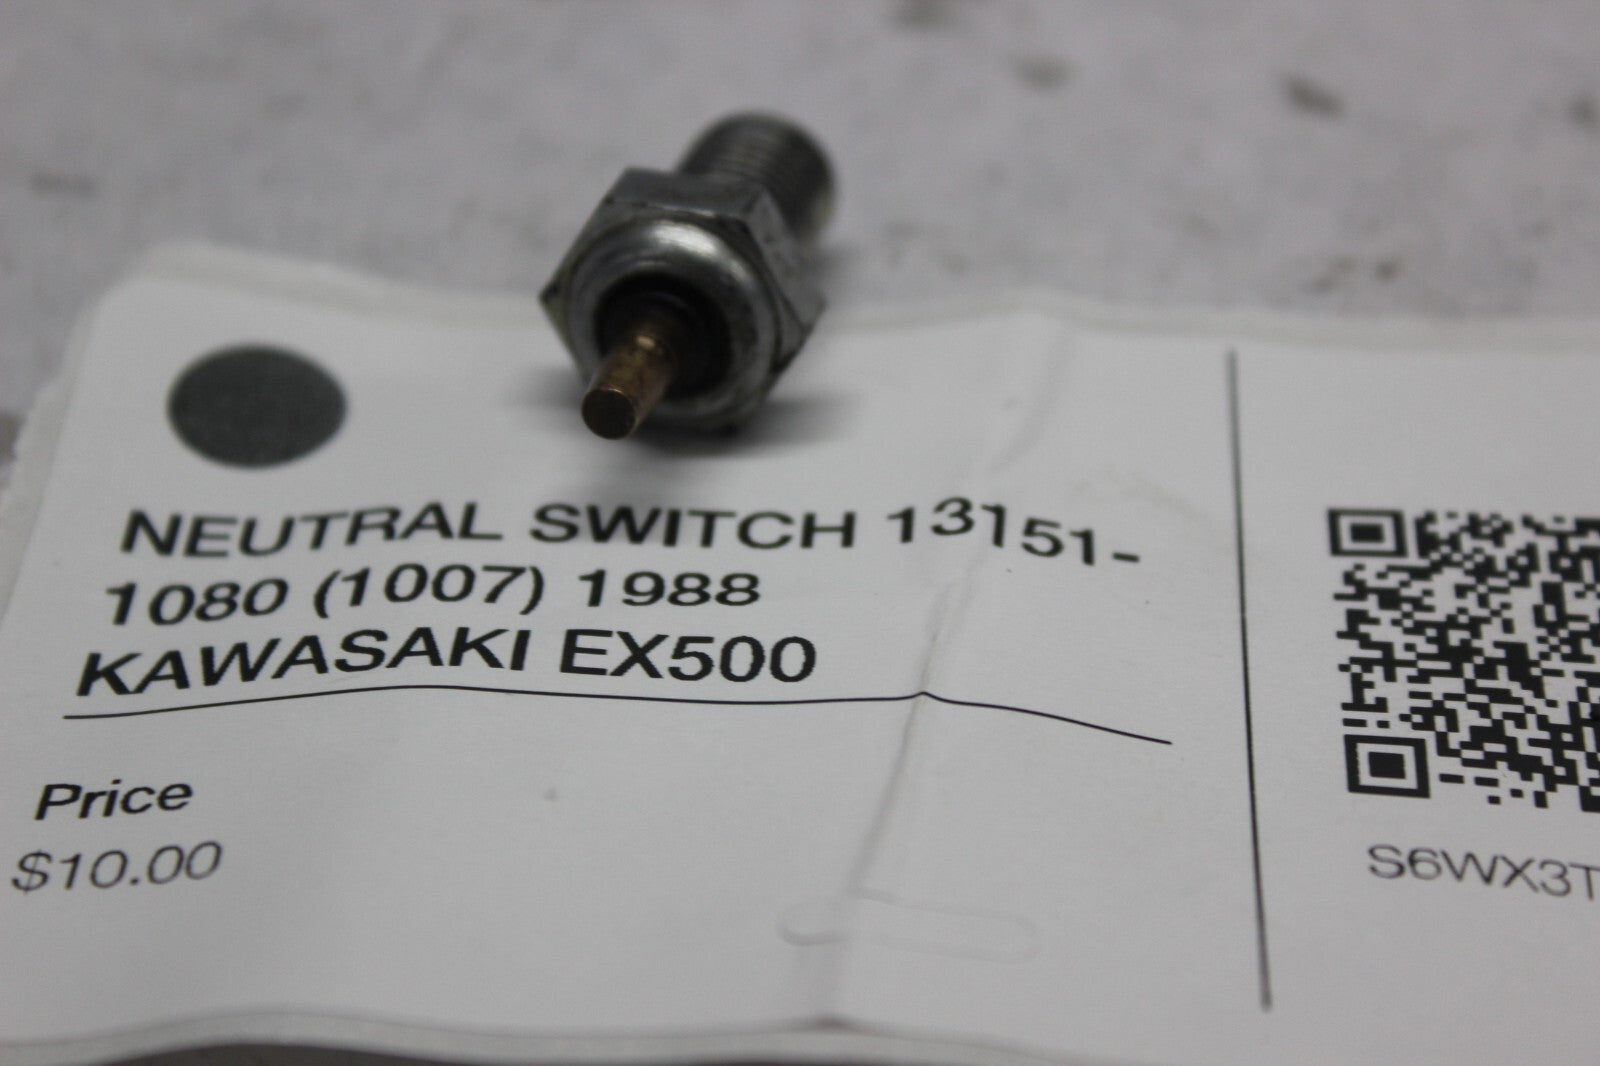 NEUTRAL SWITCH 13151-
1080 (1007) 1988
KAWASAKI EX500
Price
$10.00
S6WX3T